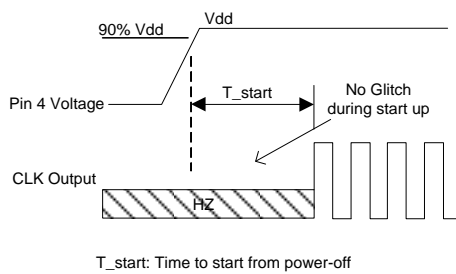 90% Vdd
Vdd
T_start
No Glitch
during start up
Pin 4 Voltage
CLK Output
HZ
T_start: Time to start from power-off